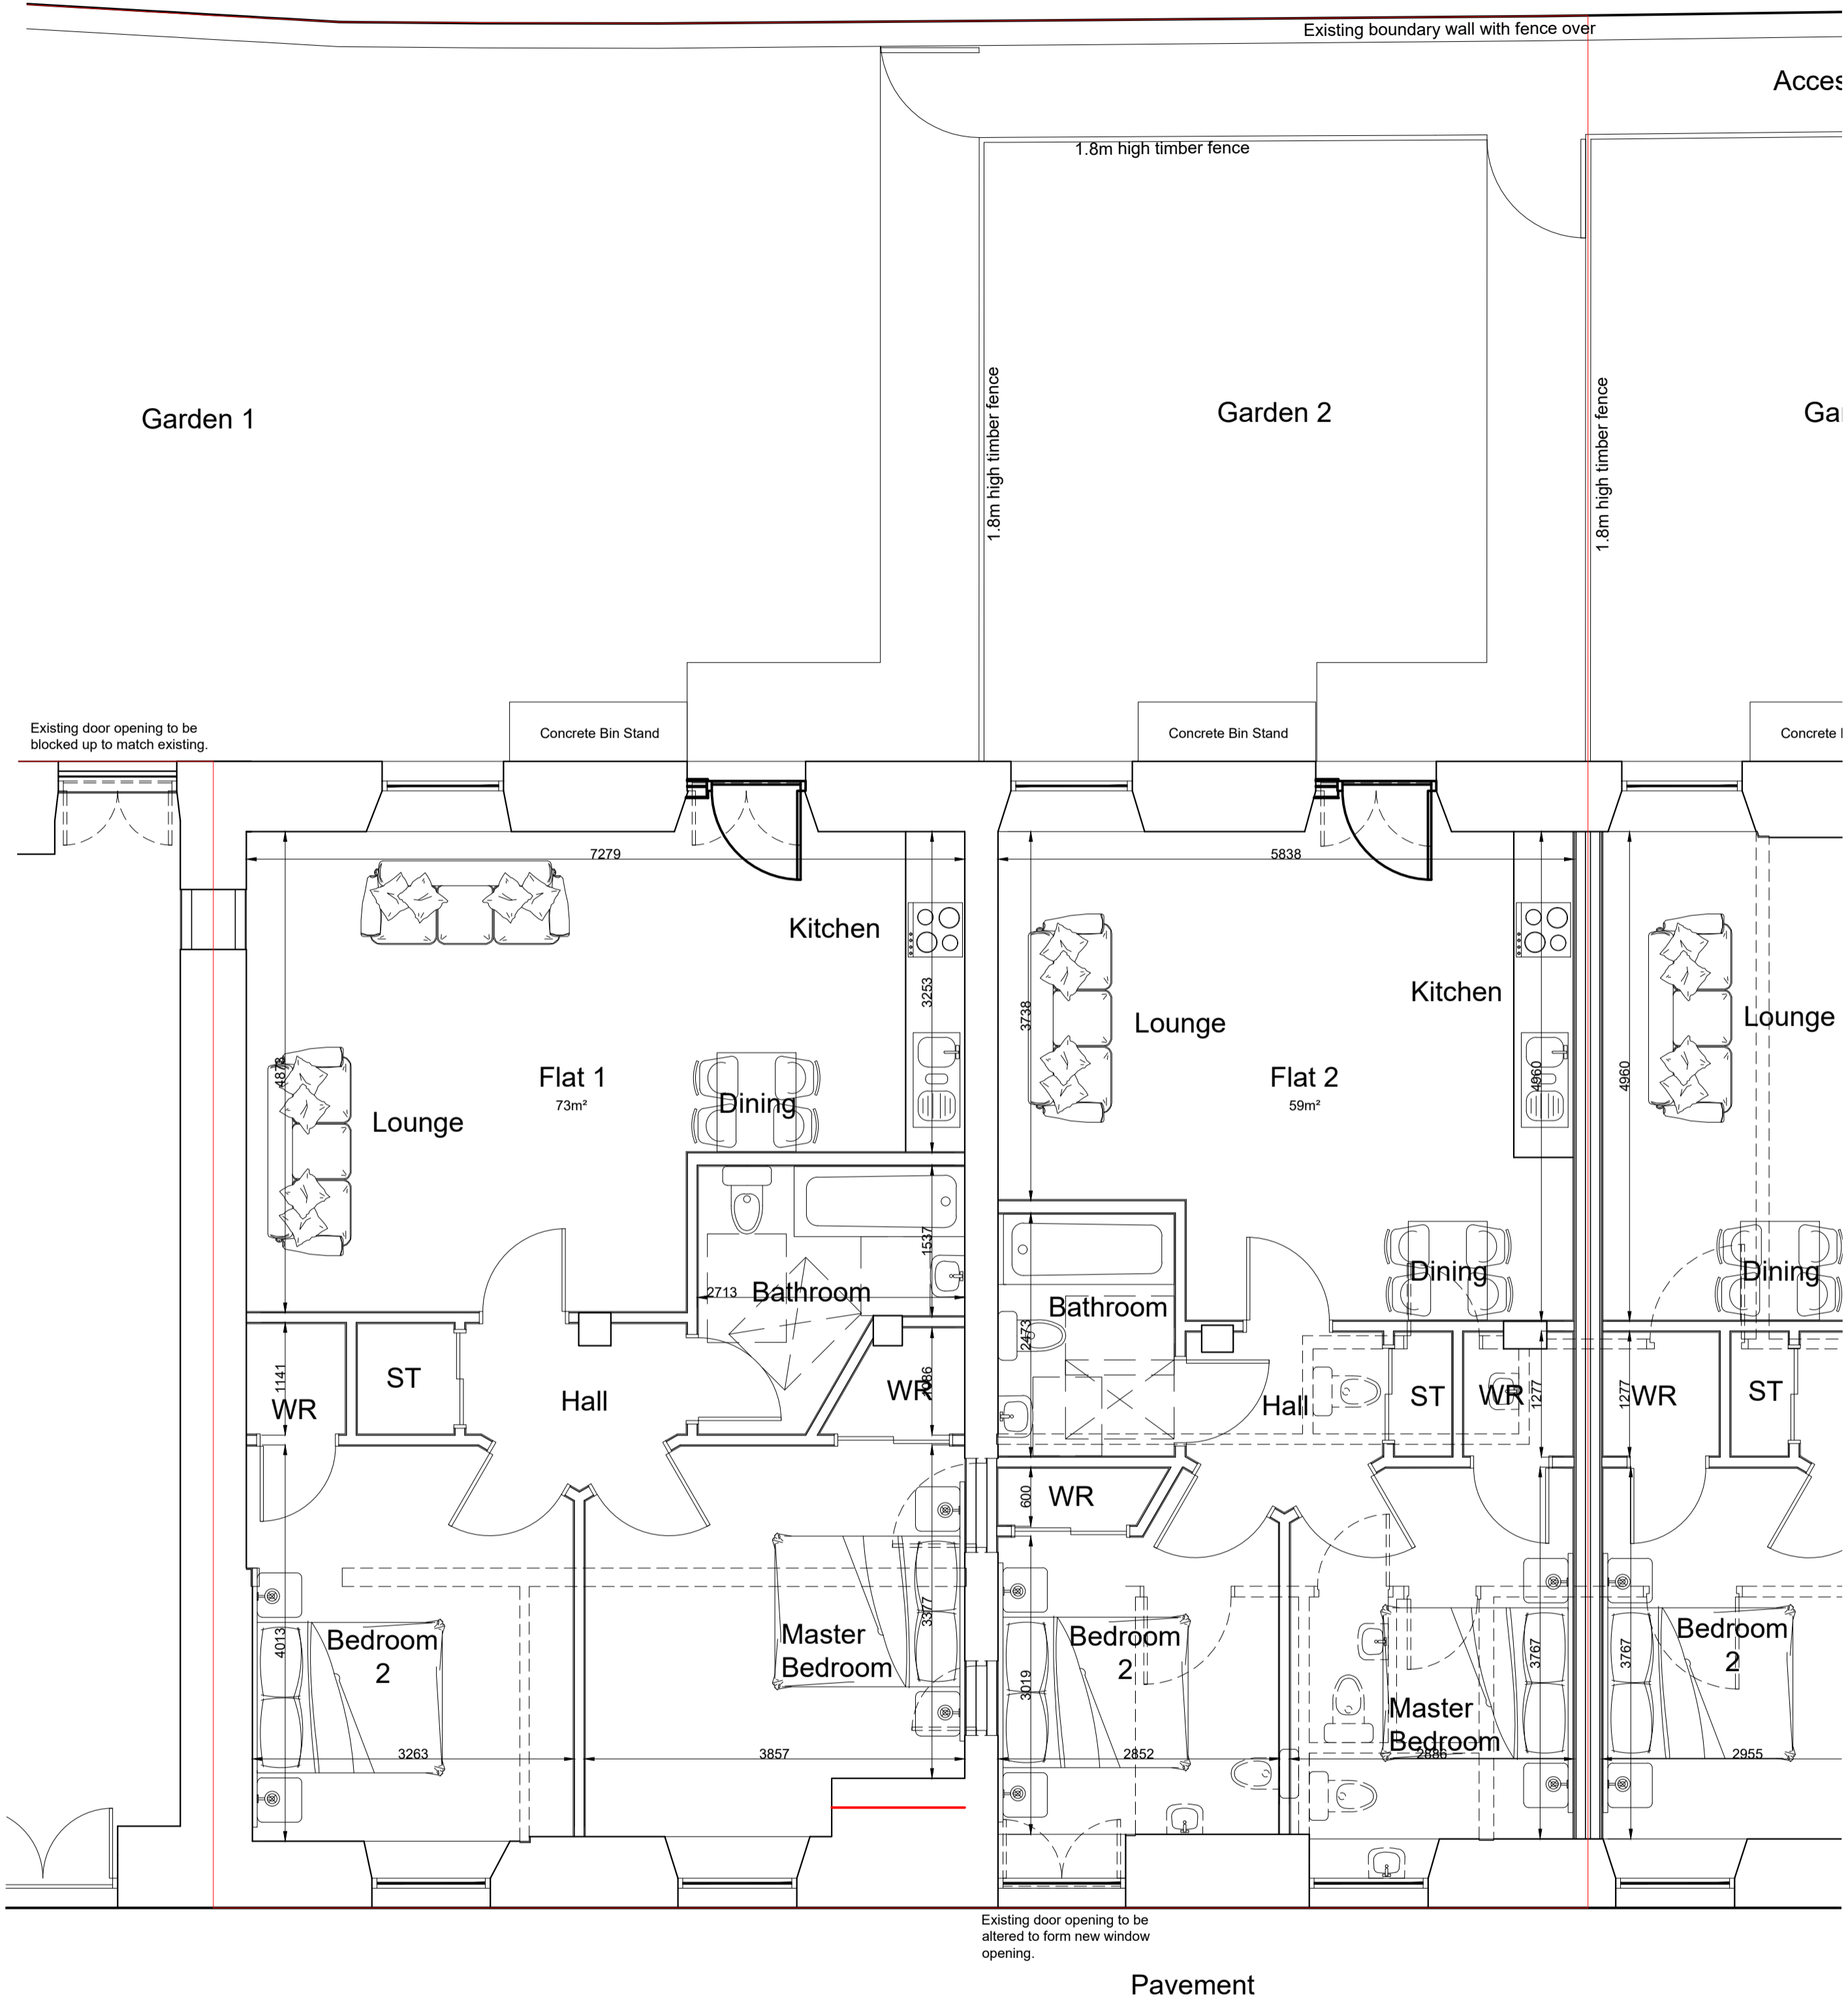 Existing boundary wall with fence over
Acces
1.8m high timber fence
1.8m high timber fence
1.8m high timber fence
Garden 1
Garden 2
Ga
Existing door opening to be
blocked up to match existing.
Concrete Bin Stand
Concrete Bin Stand
Concrete
7279
5838
Kitchen
3253
Kitchen
3738
Lounge
Lounge
4878
Flat 1
73m²
Dining
Lounge
Flat 2
59m²
4960
4960
1537
2713
Bathroom
Bathroom
2473
Dining
Dining
1141
WR
ST
Hall
WR
Hall
ST
WR
1277
1277
WR
ST
600
WR
4013
Bedroom
2
Master
Bedroom
3377
Bedroom
2
3019
Master
Bedroom
3767
3767
Bedroom
2
3263
3857
2852
2886
2955
Existing door opening to be
altered to form new window
opening.
Pavement